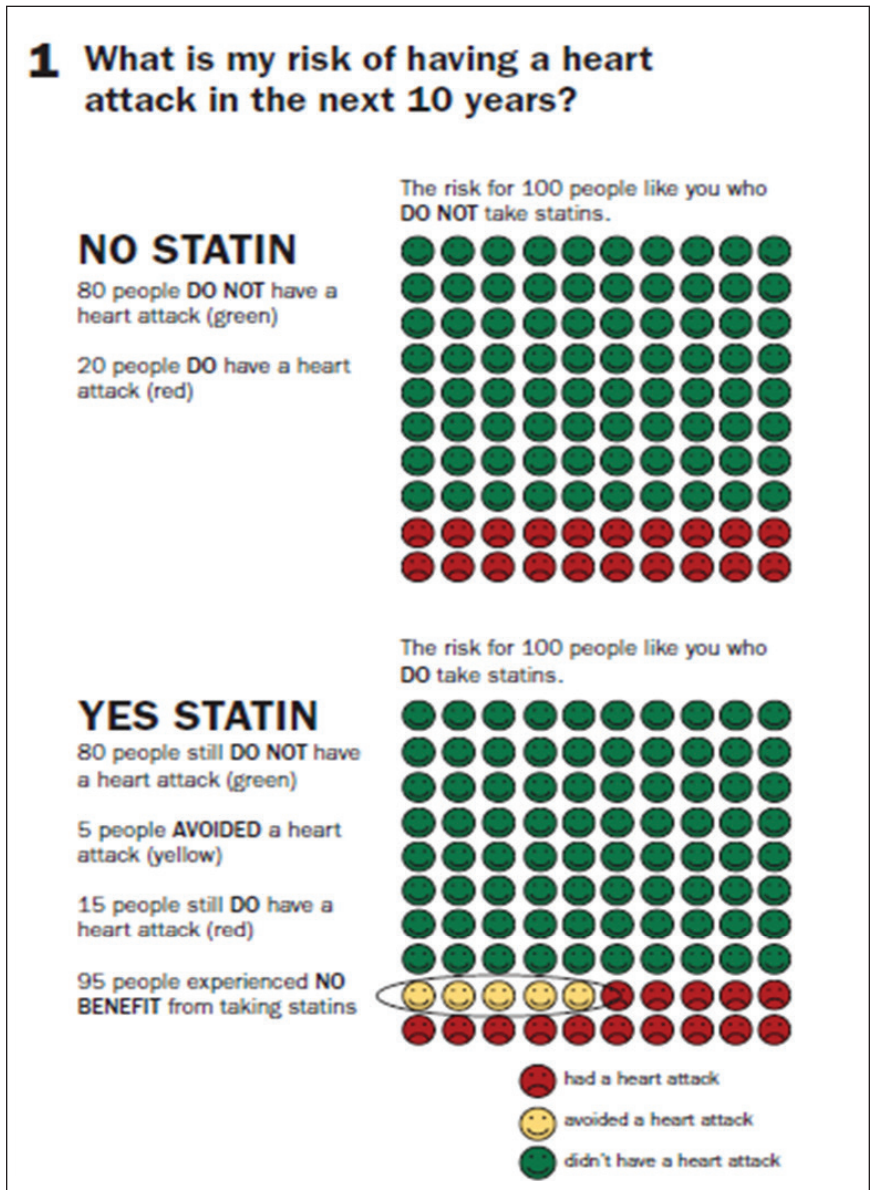 1 What is my risk of having a heart
attack in the next 10 years?
The risk for 100 people like you who
DO NOT take statins.
NO STATIN
80 people DO NOT have a
heart attack (green)
20 people DO have a heart
attack (red)
The risk for 100 people like you who
DO take statins.
YES STATIN
80 people still DO NOT have
a heart attack (green)
5 people AVOIDED a heart
attack (yellow)
15 people still DO have a
heart attack (red)
95 people experienced NO
BENEFIT from taking statins
had a heart attack
avoided a heart attack
didn't have a heart attack